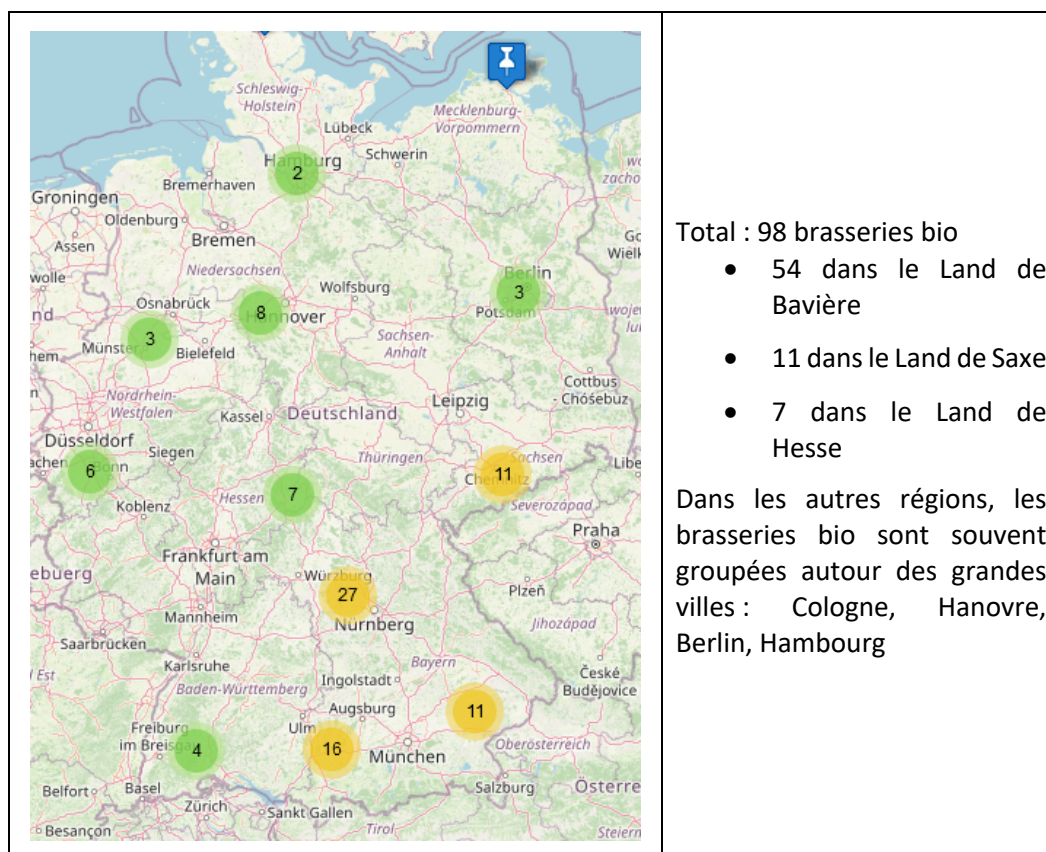 Schleswig-
Holstein
Mecklenburg-
Vorpommern
Lübeck
Hamburg
Schwerin
2
Bremerhaven
Groningen
Oldenburg
Assen
Bremen
Niedersachsen
Berlin
3
Potsdam
Wolfsburg
Osnabrück
8
Hannover
3
Münster
Bielefeld
Sachsen-
Anhalt
Cottbus
- Chóśebuz
Nordrhein-
Westfalen
Kassel
Deutschland
Leipzig
Düsseldorf
Siegen
Thüringen
Sachsen
6
Bonn
11
Chemnitz
7
Hessen
Koblenz
Severozápad
Praha
Frankfurt am
Main
Würzburg
27
Plzeň
Nürnberg
Mannheim
Jihozápad
Saarbrücken
Karlsruhe
Bayern
České
Budějovice
Baden-Württemberg
Ingolstadt
Augsburg
11
Freiburg
im Breisgau
Ulm
4
16
München
Oberösterreich
Belfort
Basel
Salzburg
Zürich
Sankt Gallen
Besançon
Tirol
Total : 98 brasseries bio
• 54 dans le Land de
Bavière
• 11 dans le Land de Saxe
• 7 dans le Land de
Hesse
Dans les autres régions, les
brasseries bio sont souvent
groupées autour des grandes
villes : Cologne, Hanovre,
Berlin, Hambourg